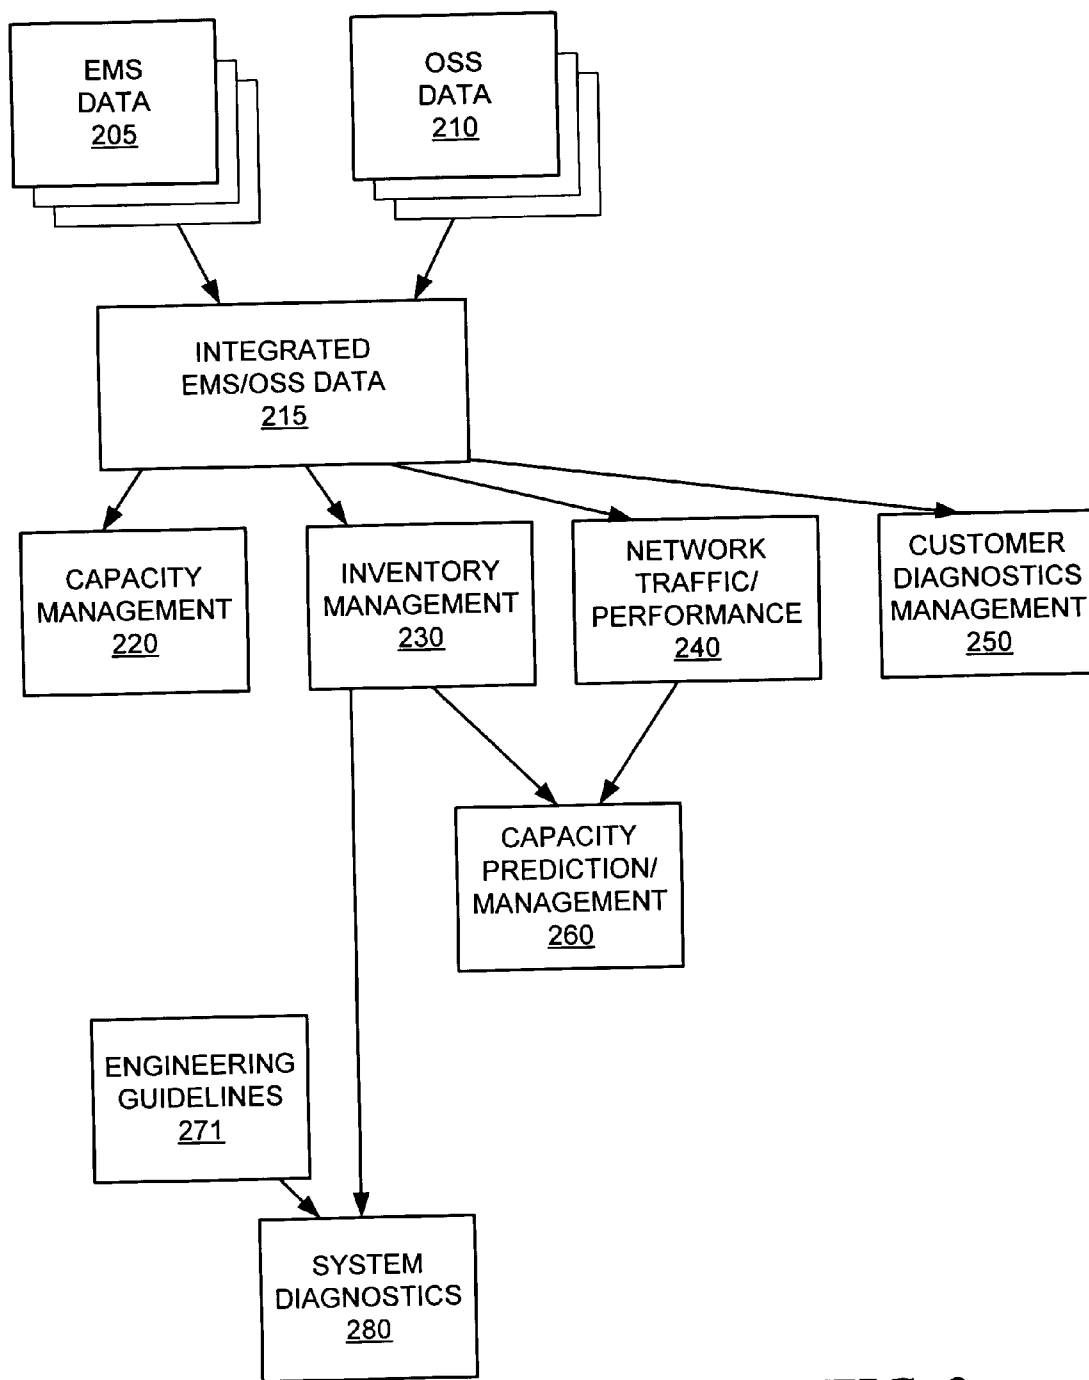 EMS
DATA
205
OSS
DATA
210
INTEGRATED
EMS/OSS DATA
215
CAPACITY
MANAGEMENT
220
INVENTORY
MANAGEMENT
230
NETWORK
TRAFFIC/
PERFORMANCE
240
CUSTOMER
DIAGNOSTICS
MANAGEMENT
250
CAPACITY
PREDICTION/
MANAGEMENT
260
ENGINEERING
GUIDELINES
271
SYSTEM
DIAGNOSTICS
280